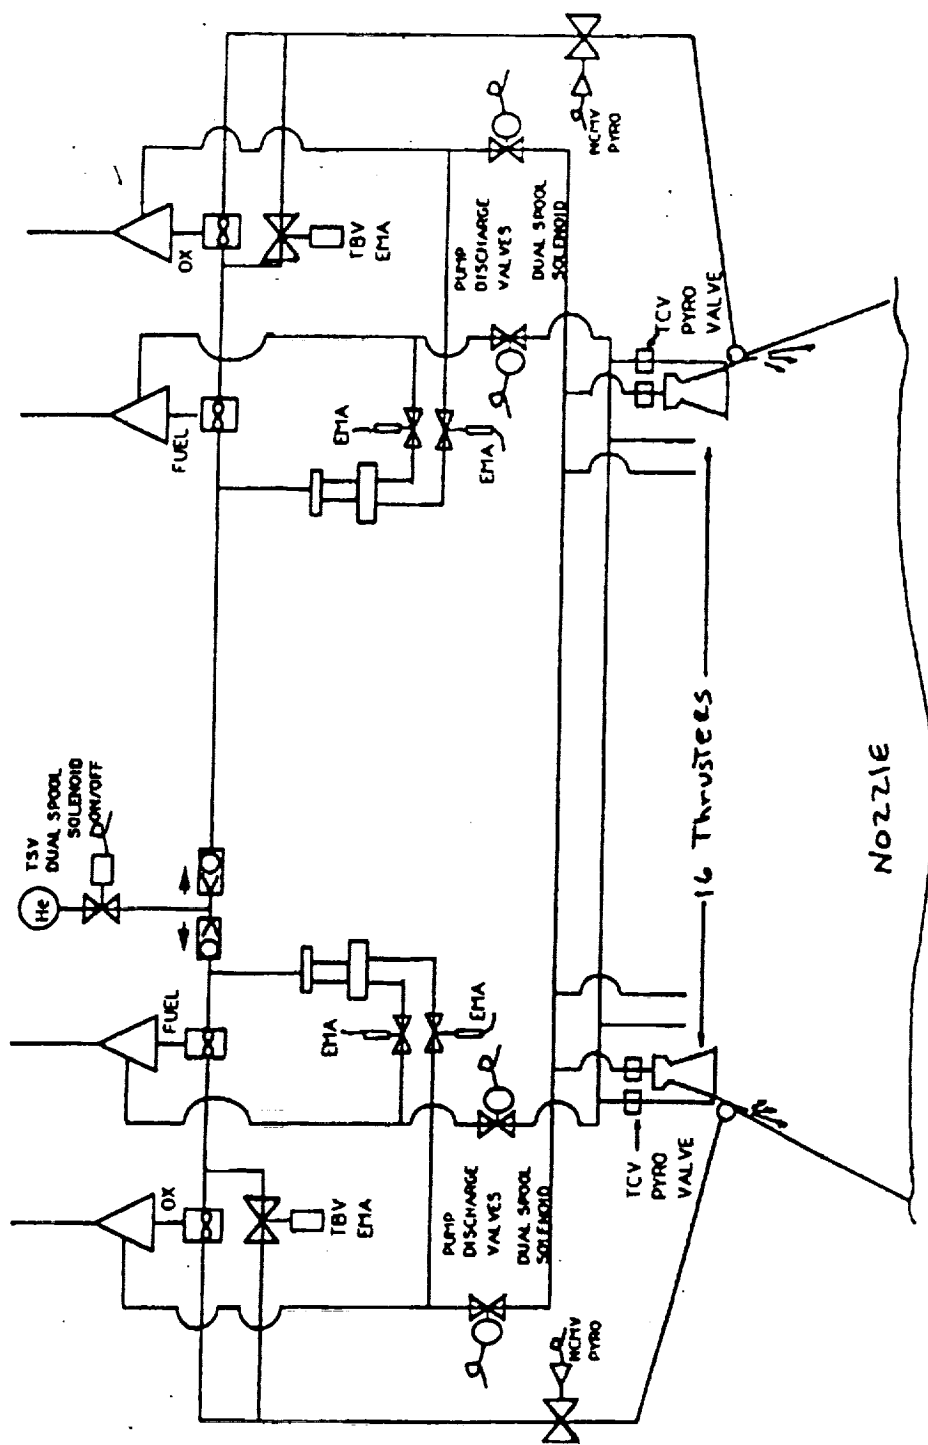 He
TSV
DUAL SPOOL
SOLENOID
ON/OFF
OX
FUEL
FUEL
OX
TBV
EMA
TBV
EMA
EMA
EMA
EMA
EMA
PUMP
DISCHARGE
VALVES
DUAL SPOOL
SOLENOID
PUMP
DISCHARGE
VALVES
DUAL SPOOL
SOLENOID
NCMV
PYRO
MCMV
PYRO
TCV
PYRO
VALVE
TCV
PYRO
VALVE
16 Thrusters
NOZZLE